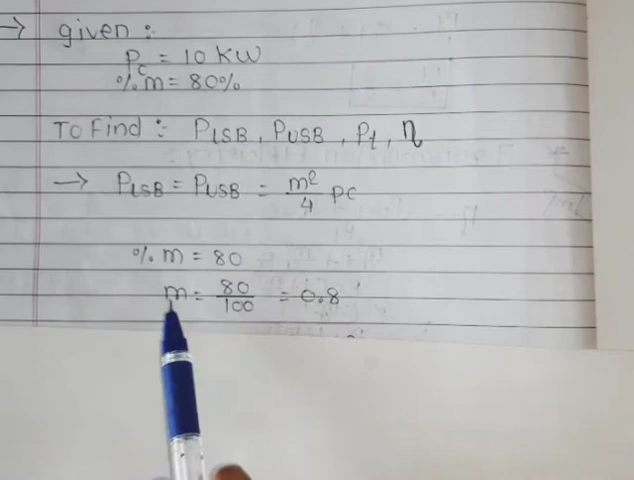 → given :
Pc = 10 KW
% m = 80%
To Find : PLSB, PUSB, Pt, η
→ PLSB = PUSB = m²/4 PC
% m = 80
m = 80/100 = 0.8